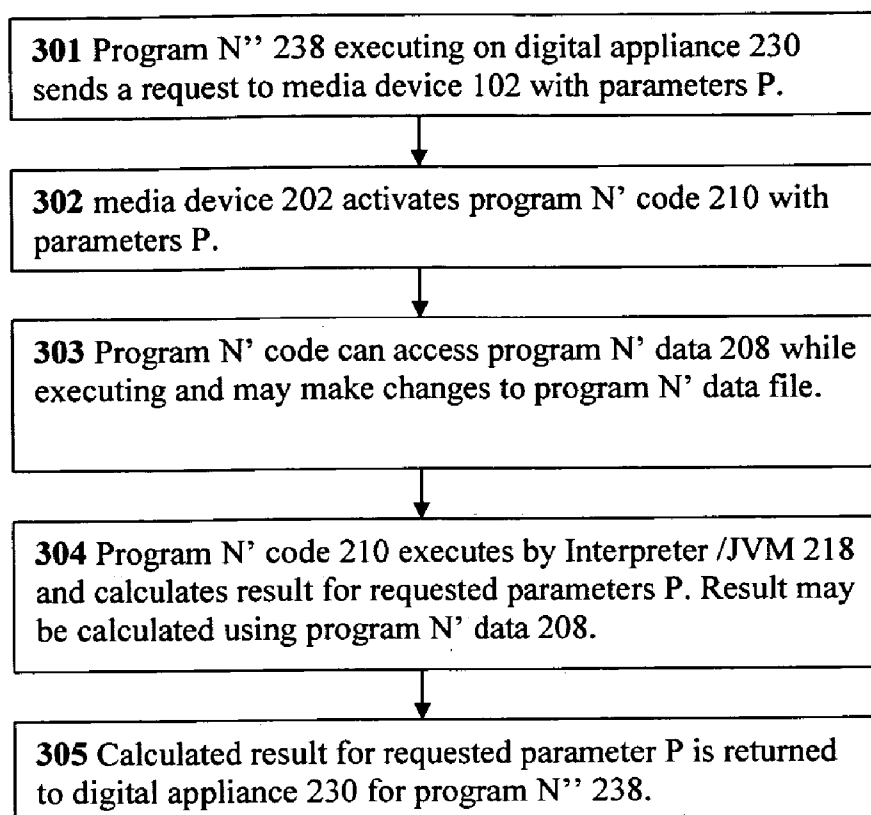 301 Program N’’ 238 executing on digital appliance 230
sends a request to media device 102 with parameters P.
302 media device 202 activates program N’ code 210 with
parameters P.
303 Program N’ code can access program N’ data 208 while
executing and may make changes to program N’ data file.
304 Program N’ code 210 executes by Interpreter /JVM 218
and calculates result for requested parameters P. Result may
be calculated using program N’ data 208.
305 Calculated result for requested parameter P is returned
to digital appliance 230 for program N’’ 238.